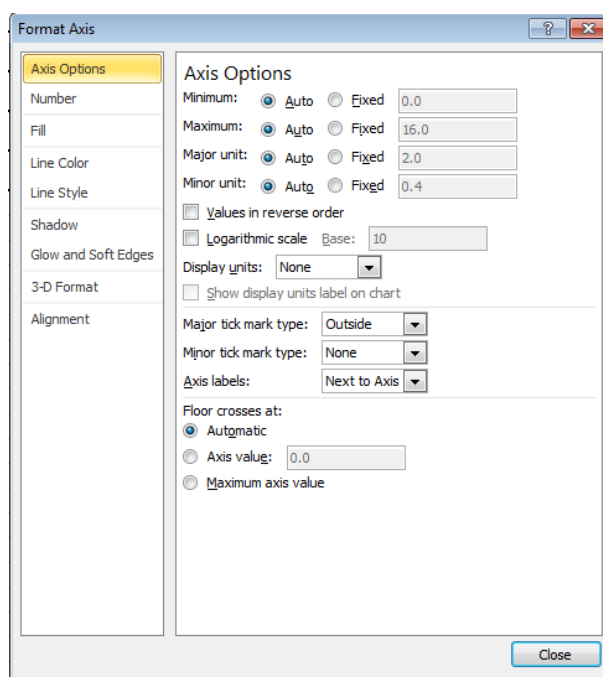 Format Axis
?
Axis Options
Number
Fill
Line Color
Line Style
Shadow
Glow and Soft Edges
3-D Format
Alignment
Axis Options
Minimum: Auto Fixed 0.0
Maximum: Auto Fixed 16.0
Major unit: Auto Fixed 2.0
Minor unit: Auto Fixed 0.4
Values in reverse order
Logarithmic scale Base: 10
Display units: None
Show display units label on chart
Major tick mark type: Outside
Minor tick mark type: None
Axis labels: Next to Axis
Floor crosses at:
Automatic
Axis value: 0.0
Maximum axis value
Close